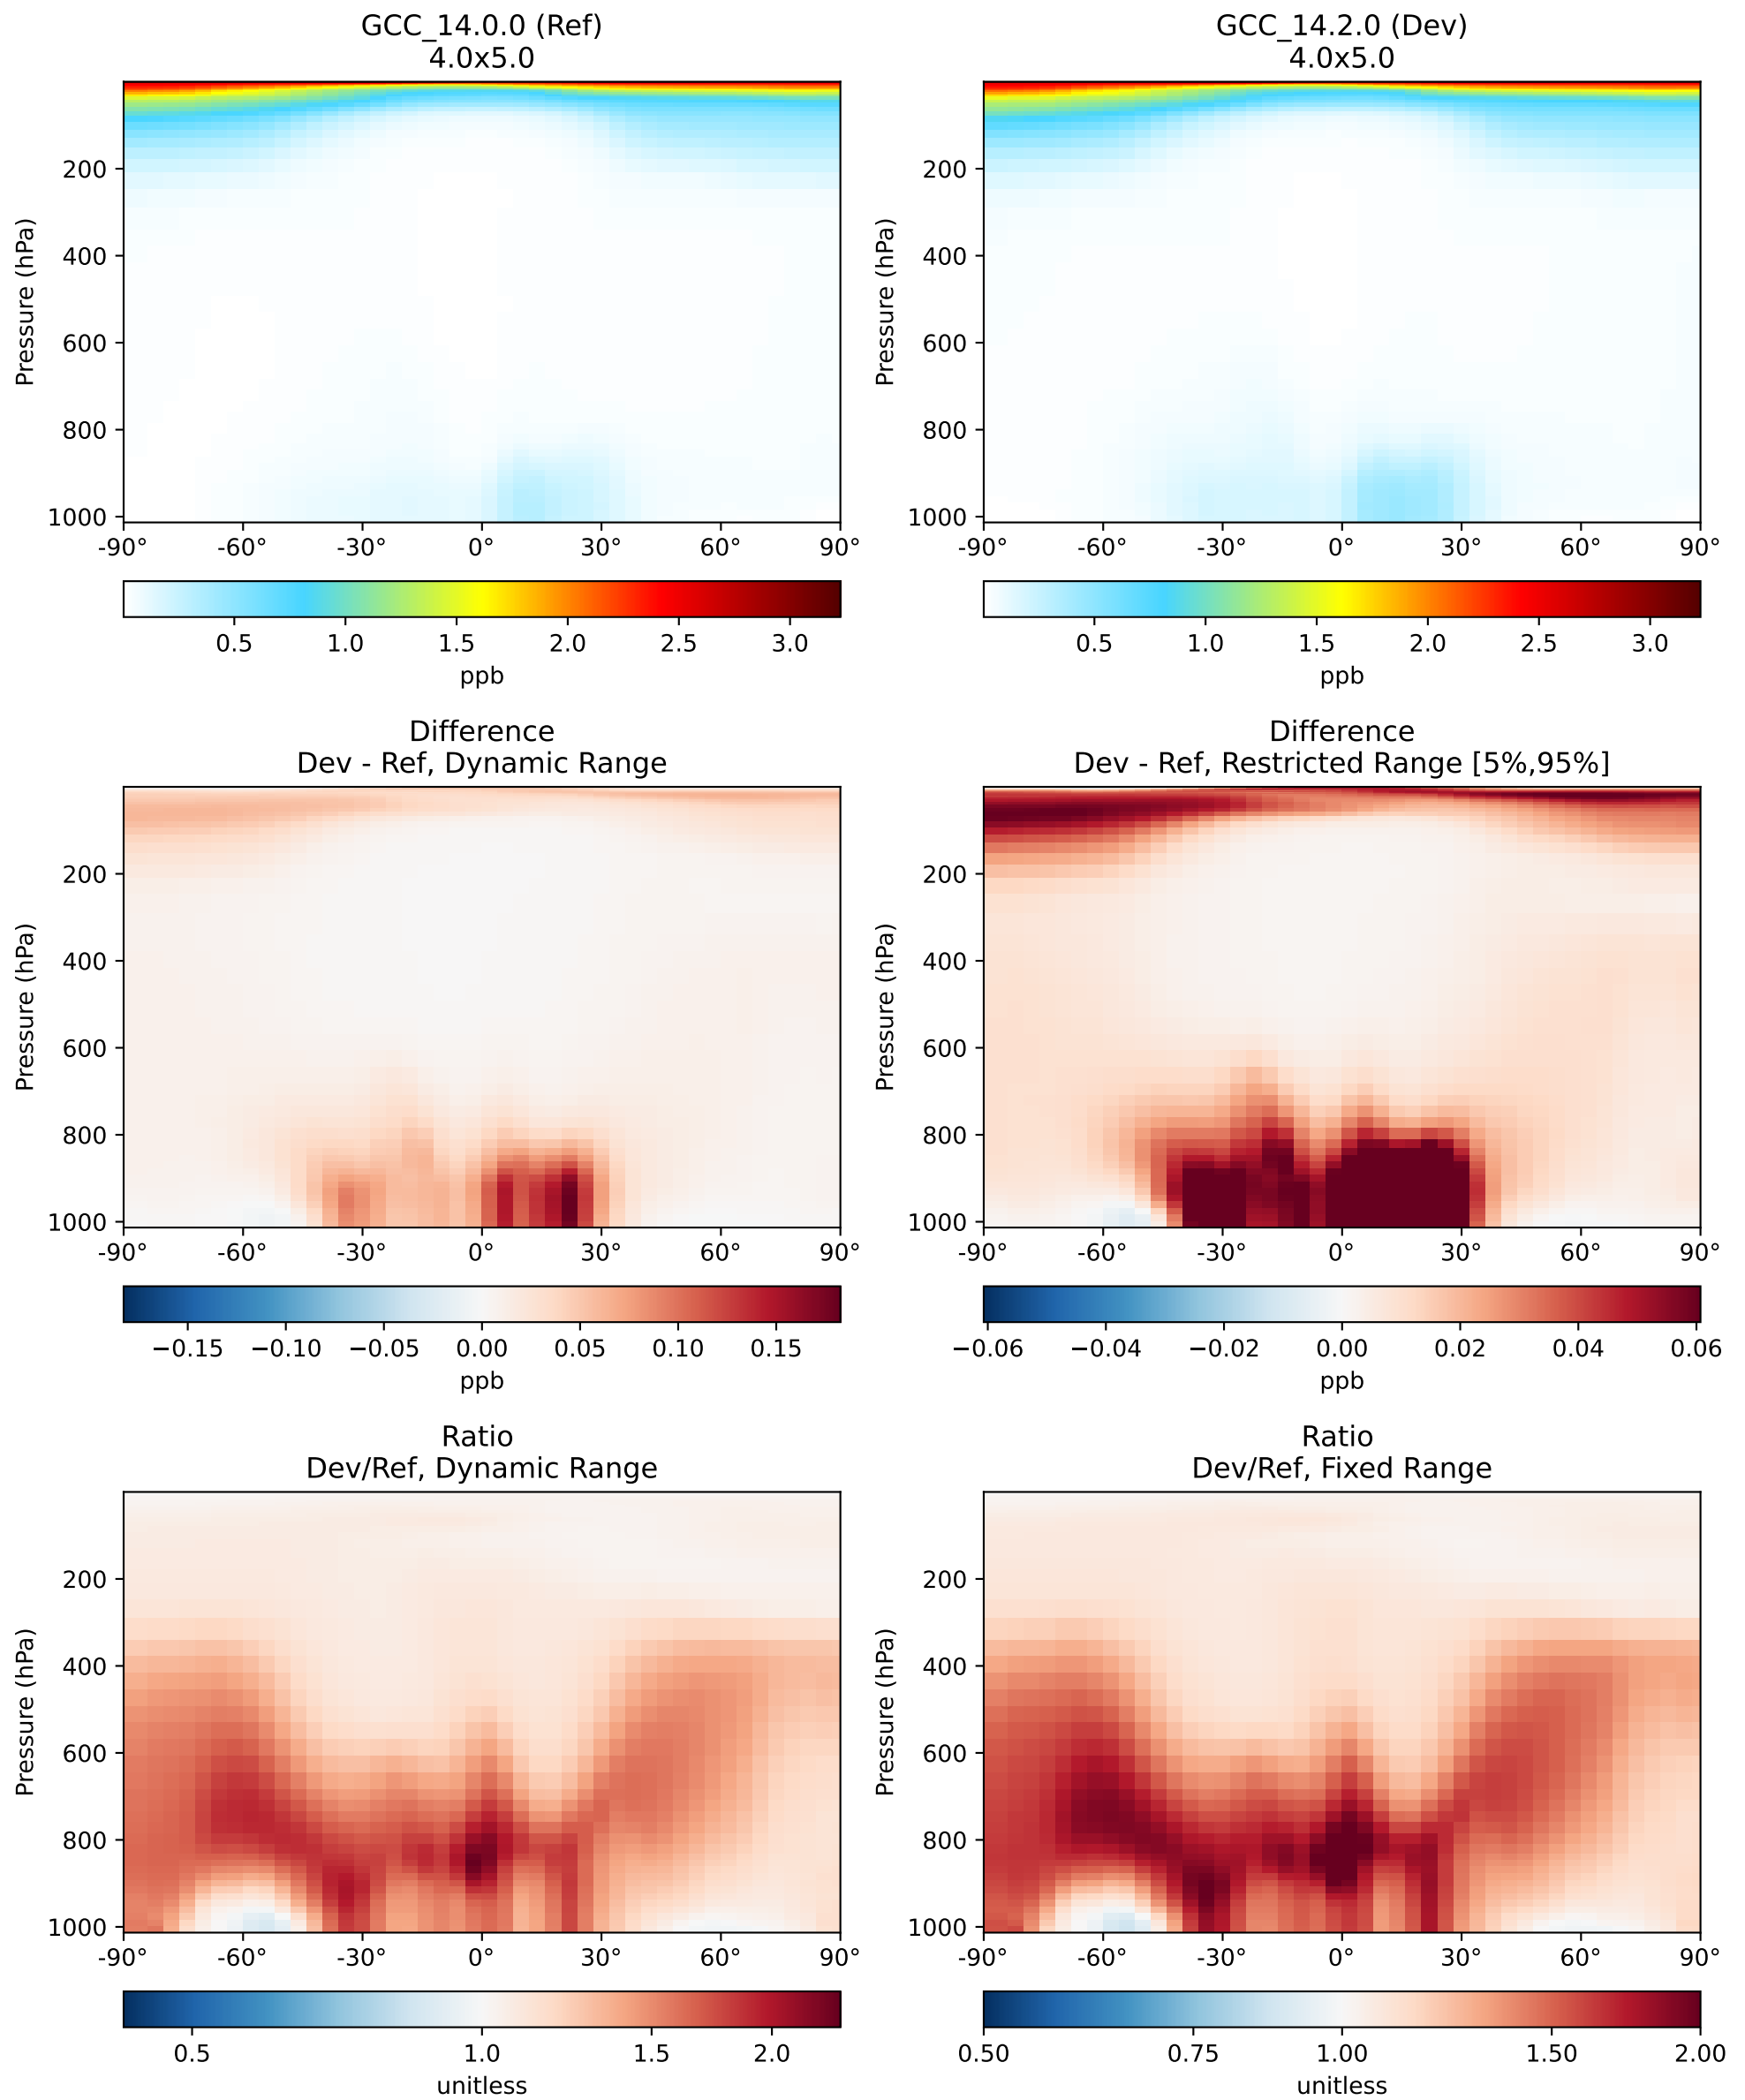 GCC_14.0.0 (Ref)
4.0x5.0
Pressure (hPa)
200
400
600
800
1000
-90° -60° -30° 0° 30° 60° 90°
0.5 1.0 1.5 2.0 2.5 3.0
ppb
GCC_14.2.0 (Dev)
4.0x5.0
Pressure (hPa)
200
400
600
800
1000
-90° -60° -30° 0° 30° 60° 90°
0.5 1.0 1.5 2.0 2.5 3.0
ppb
Difference
Dev - Ref, Dynamic Range
Pressure (hPa)
200
400
600
800
1000
-90° -60° -30° 0° 30° 60° 90°
−0.15 −0.10 −0.05 0.00 0.05 0.10 0.15
ppb
Difference
Dev - Ref, Restricted Range [5%,95%]
Pressure (hPa)
200
400
600
800
1000
-90° -60° -30° 0° 30° 60° 90°
−0.06 −0.04 −0.02 0.00 0.02 0.04 0.06
ppb
Ratio
Dev/Ref, Dynamic Range
Pressure (hPa)
200
400
600
800
1000
-90° -60° -30° 0° 30° 60° 90°
0.5 1.0 1.5 2.0
unitless
Ratio
Dev/Ref, Fixed Range
Pressure (hPa)
200
400
600
800
1000
-90° -60° -30° 0° 30° 60° 90°
0.50 0.75 1.00 1.50 2.00
unitless